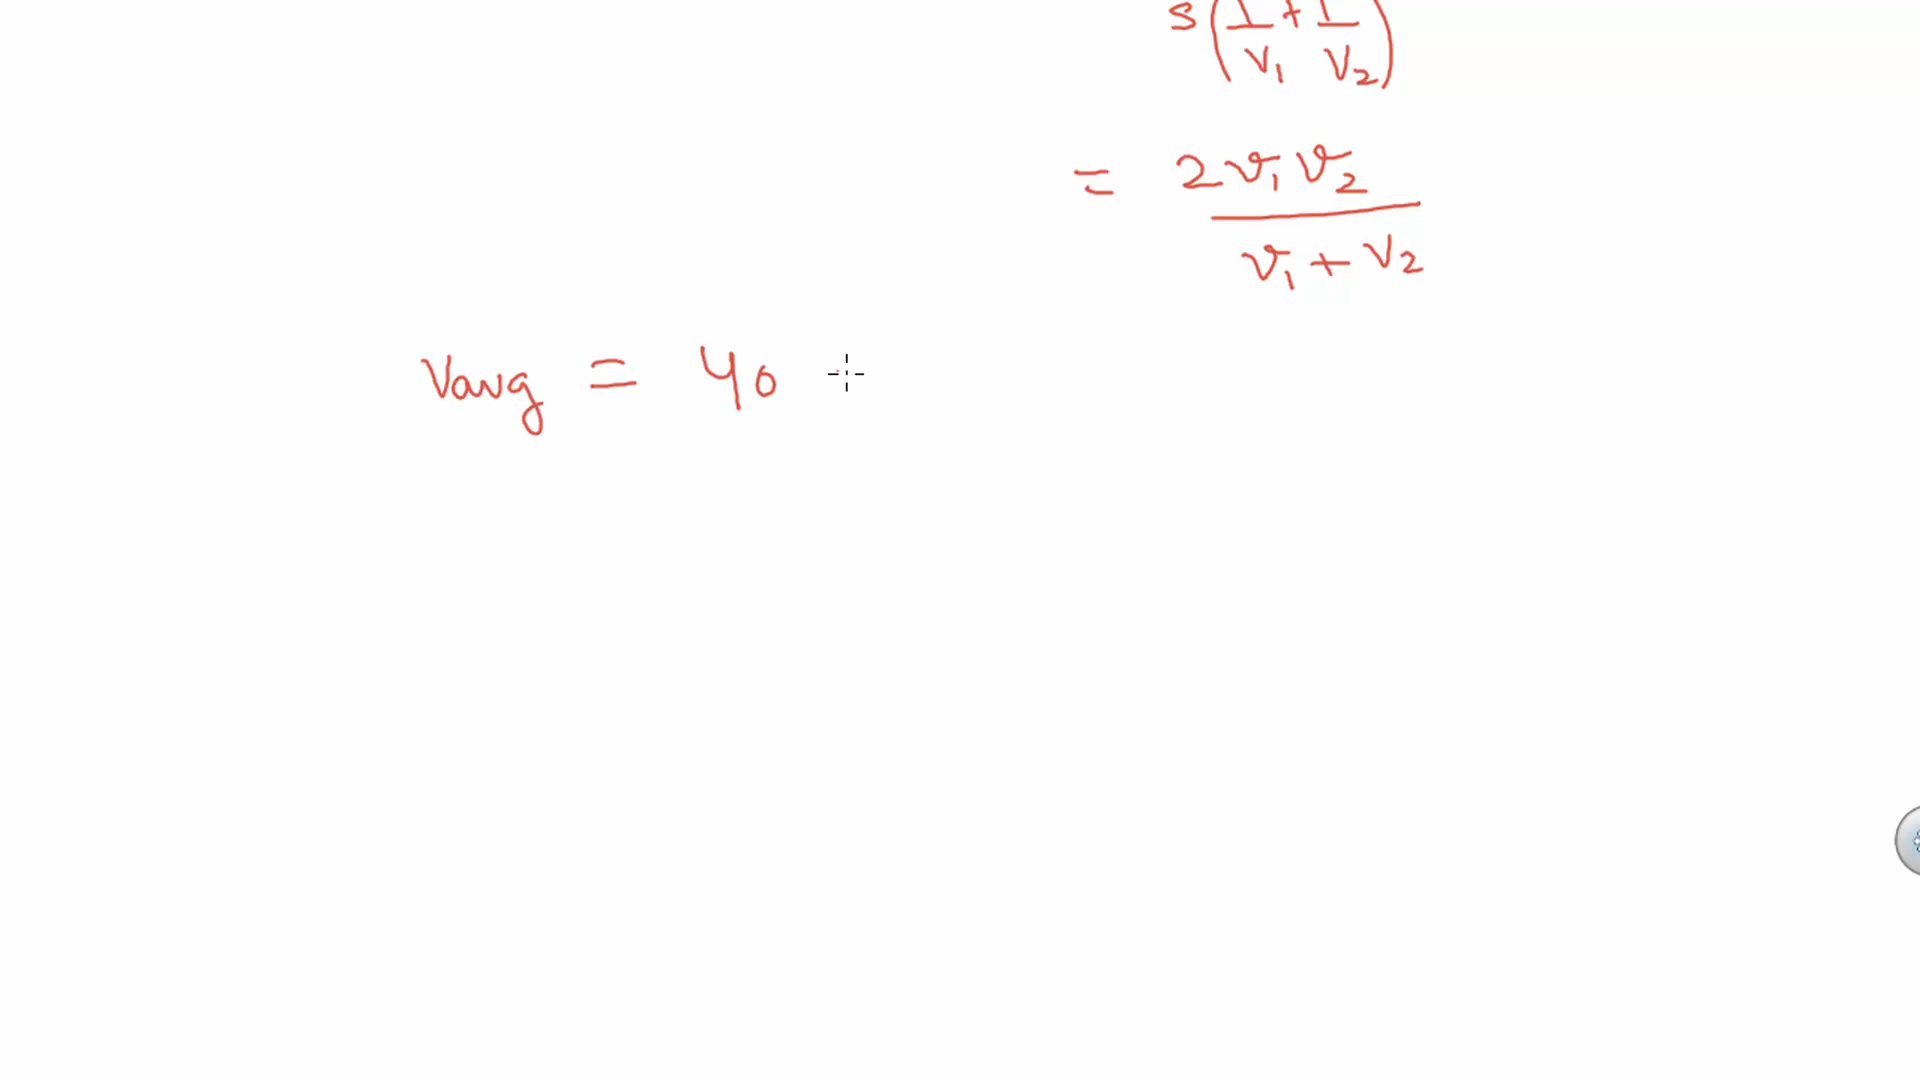 s(1/v₁ + 1/v₂)
= 2v₁v₂
v₁ + v₂
Vavg = 40